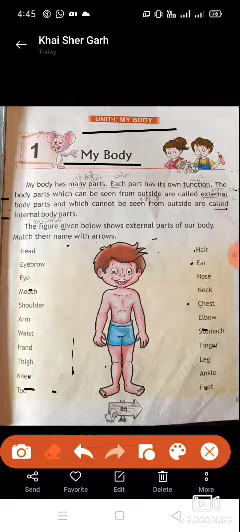 4:45
Khai Sher Garh
Today
UNIT-I: MY BODY
1
My Body
My body has many parts. Each part has its own function. The
body parts which can be seen from outside are called external
body parts and which cannot be seen from outside are called
internal body parts.
The figure given below shows external parts of our body.
Match their name with arrows.
Head
Hair
Eyebrow
Ear
Eye
Nose
Mouth
Neck
Shoulder
Chest
Arm
Elbow
Waist
Stomach
Hand
Finger
Thigh
Leg
Knee
Ankle
Toe
Foot
05
Send
Favorite
Edit
Delete
More